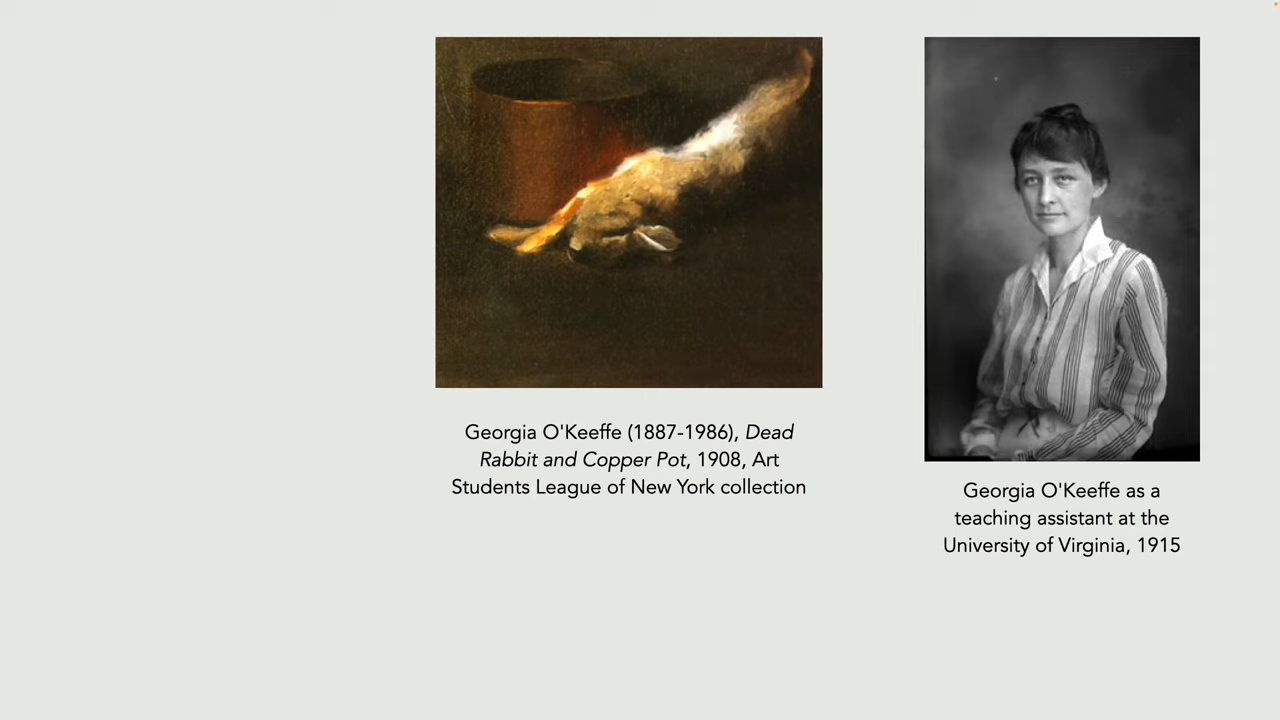 Georgia O'Keeffe (1887-1986), Dead
Rabbit and Copper Pot, 1908, Art
Students League of New York collection
Georgia O'Keeffe as a
teaching assistant at the
University of Virginia, 1915